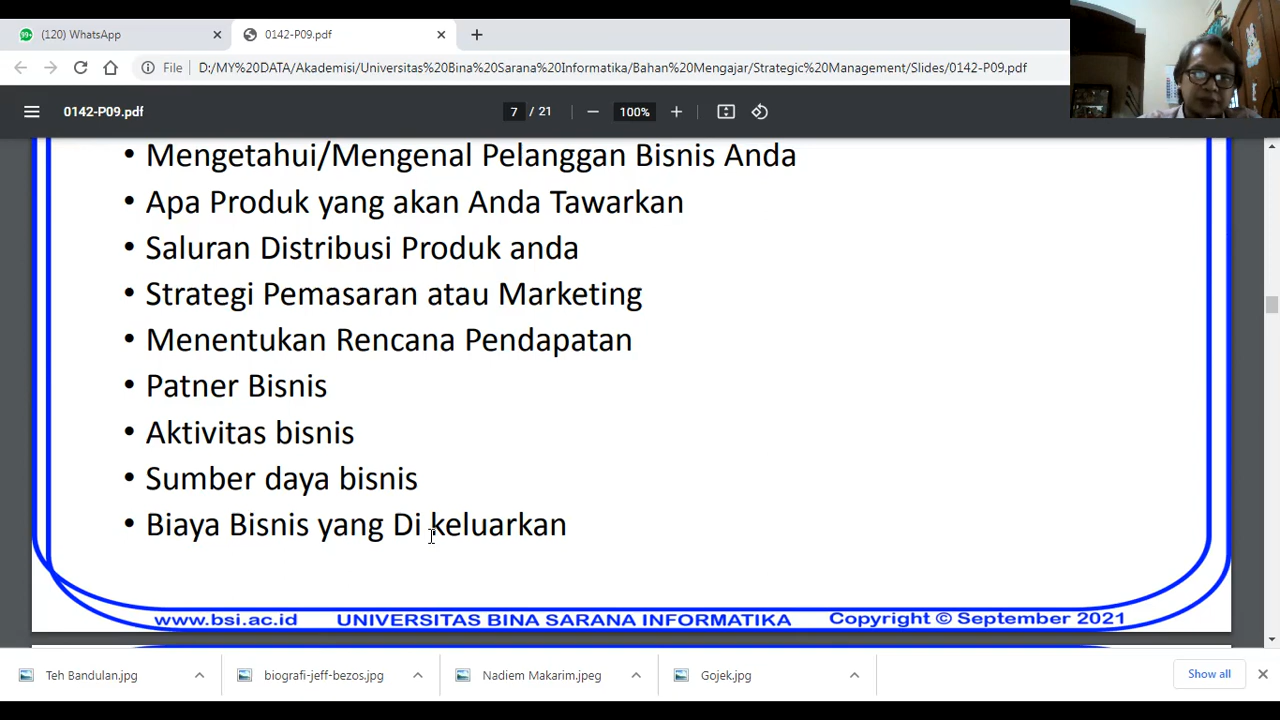 99+
(120) WhatsApp
0142-P09.pdf
File
D:/MY%20DATA/Akademisi/Universitas%20Bina%20Sarana%20Informatika/Bahan%20Mengajar/Strategic%20Management/Slides/0142-P09.pdf
0142-P09.pdf
7 / 21
100%
• Mengetahui/Mengenal Pelanggan Bisnis Anda
• Apa Produk yang akan Anda Tawarkan
• Saluran Distribusi Produk anda
• Strategi Pemasaran atau Marketing
• Menentukan Rencana Pendapatan
• Patner Bisnis
• Aktivitas bisnis
• Sumber daya bisnis
• Biaya Bisnis yang Di keluarkan
www.bsi.ac.id UNIVERSITAS BINA SARANA INFORMATIKA Copyright © September 2021
Teh Bandulan.jpg
biografi-jeff-bezos.jpg
Nadiem Makarim.jpeg
Gojek.jpg
Show all